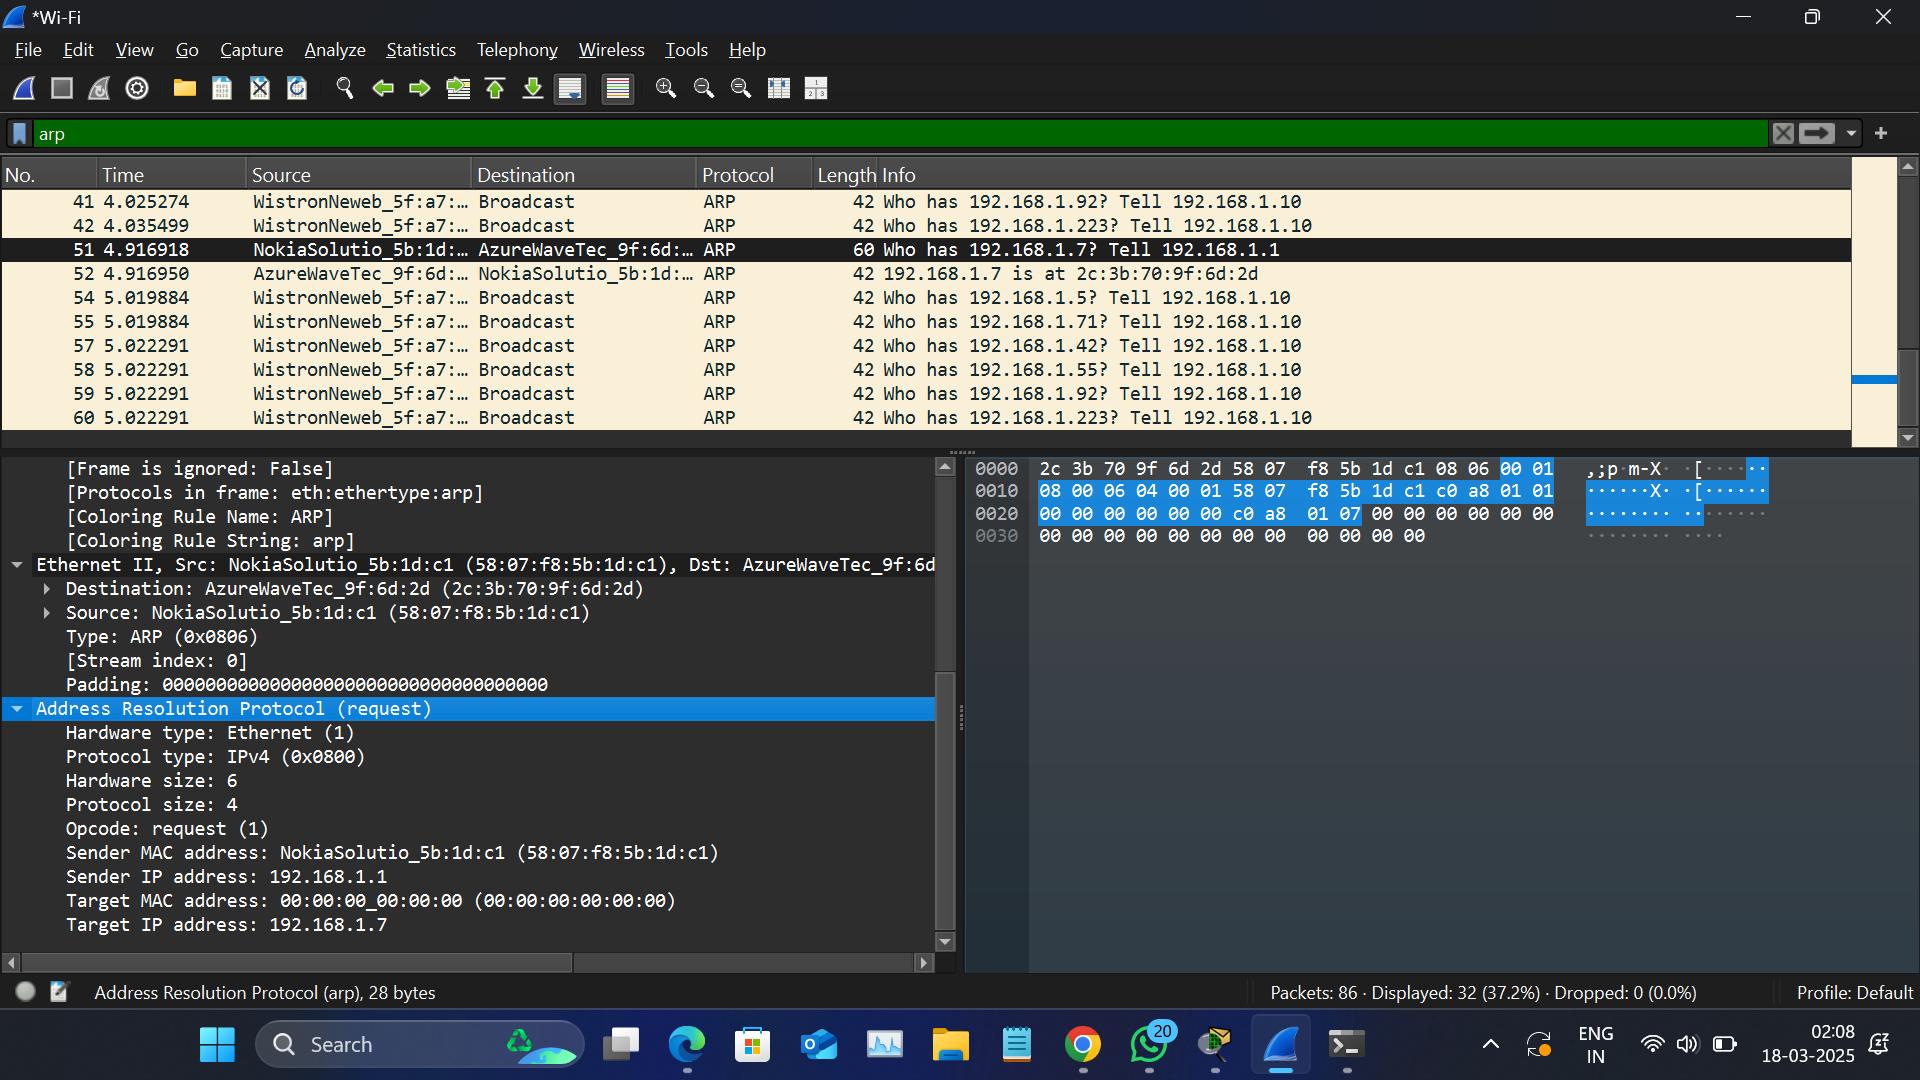 *Wi-Fi
File Edit View Go Capture Analyze Statistics Telephony Wireless Tools Help
arp
No. Time Source Destination Protocol Length Info
41 4.025274 WistronNeweb_5f:a7:… Broadcast ARP 42 Who has 192.168.1.92? Tell 192.168.1.10
42 4.035499 WistronNeweb_5f:a7:… Broadcast ARP 42 Who has 192.168.1.223? Tell 192.168.1.10
51 4.916918 NokiaSolutio_5b:1d:… AzureWaveTec_9f:6d:… ARP 60 Who has 192.168.1.7? Tell 192.168.1.1
52 4.916950 AzureWaveTec_9f:6d:… NokiaSolutio_5b:1d:… ARP 42 192.168.1.7 is at 2c:3b:70:9f:6d:2d
54 5.019884 WistronNeweb_5f:a7:… Broadcast ARP 42 Who has 192.168.1.5? Tell 192.168.1.10
55 5.019884 WistronNeweb_5f:a7:… Broadcast ARP 42 Who has 192.168.1.71? Tell 192.168.1.10
57 5.022291 WistronNeweb_5f:a7:… Broadcast ARP 42 Who has 192.168.1.42? Tell 192.168.1.10
58 5.022291 WistronNeweb_5f:a7:… Broadcast ARP 42 Who has 192.168.1.55? Tell 192.168.1.10
59 5.022291 WistronNeweb_5f:a7:… Broadcast ARP 42 Who has 192.168.1.92? Tell 192.168.1.10
60 5.022291 WistronNeweb_5f:a7:… Broadcast ARP 42 Who has 192.168.1.223? Tell 192.168.1.10
[Frame is ignored: False]
[Protocols in frame: eth:ethertype:arp]
[Coloring Rule Name: ARP]
[Coloring Rule String: arp]
Ethernet II, Src: NokiaSolutio_5b:1d:c1 (58:07:f8:5b:1d:c1), Dst: AzureWaveTec_9f:6d
Destination: AzureWaveTec_9f:6d:2d (2c:3b:70:9f:6d:2d)
Source: NokiaSolutio_5b:1d:c1 (58:07:f8:5b:1d:c1)
Type: ARP (0x0806)
[Stream index: 0]
Padding: 000000000000000000000000000000000000
Address Resolution Protocol (request)
Hardware type: Ethernet (1)
Protocol type: IPv4 (0x0800)
Hardware size: 6
Protocol size: 4
Opcode: request (1)
Sender MAC address: NokiaSolutio_5b:1d:c1 (58:07:f8:5b:1d:c1)
Sender IP address: 192.168.1.1
Target MAC address: 00:00:00_00:00:00 (00:00:00:00:00:00)
Target IP address: 192.168.1.7
0000 2c 3b 70 9f 6d 2d 58 07 f8 5b 1d c1 08 06 00 01 ,;p·m-X· ·[······
0010 08 00 06 04 00 01 58 07 f8 5b 1d c1 c0 a8 01 01 ······X· ·[······
0020 00 00 00 00 00 00 c0 a8 01 07 00 00 00 00 00 00 ········ ········
0030 00 00 00 00 00 00 00 00 00 00 00 00 ········ ····
Address Resolution Protocol (arp), 28 bytes
Packets: 86 · Displayed: 32 (37.2%) · Dropped: 0 (0.0%)
Profile: Default
Search
20
ENG
IN
02:08
18-03-2025